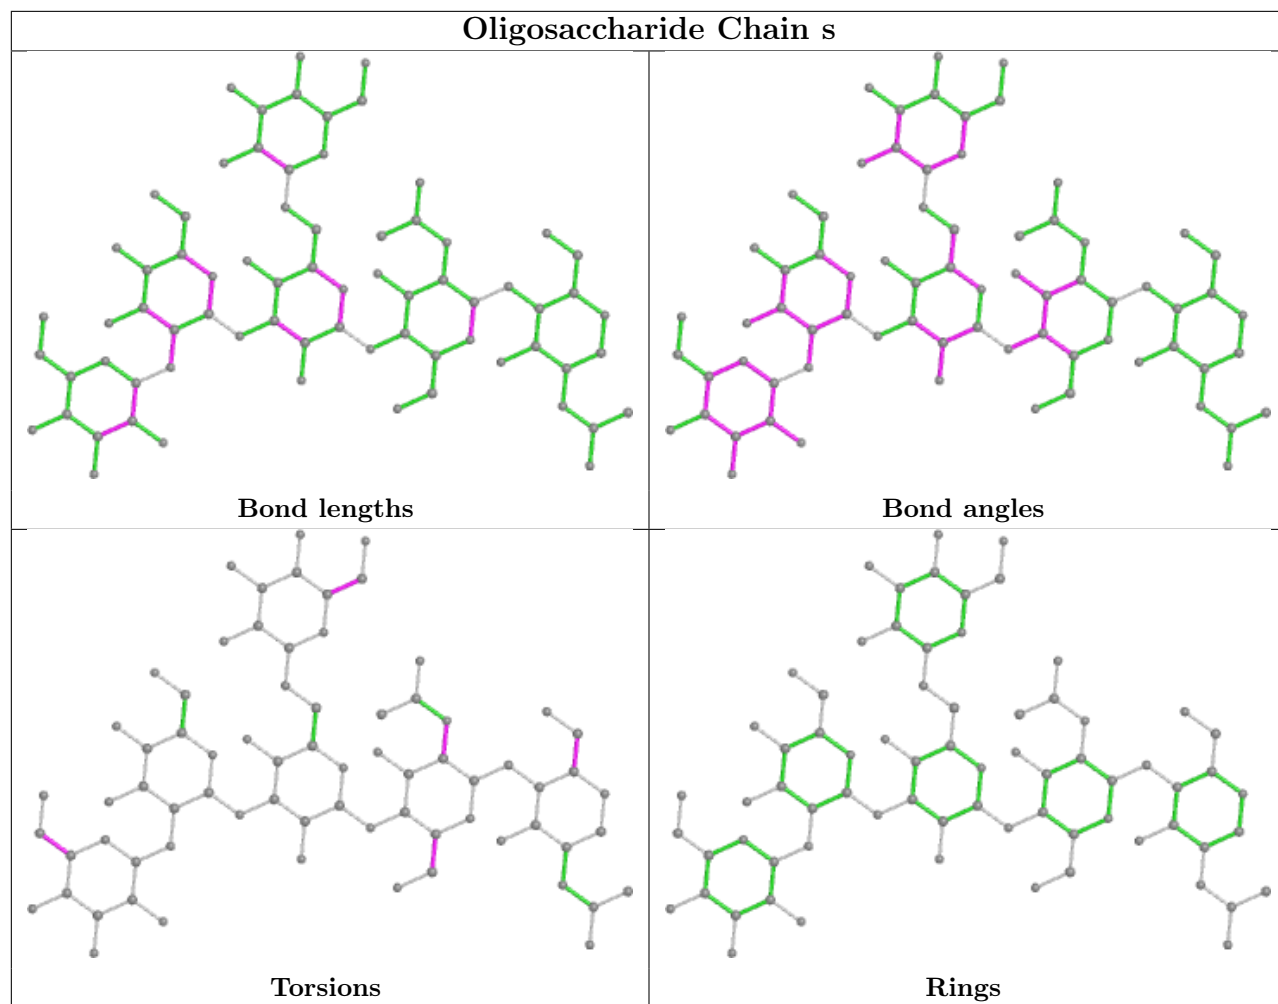 Oligosaccharide Chain s
Bond lengths
Bond angles
Torsions
Rings